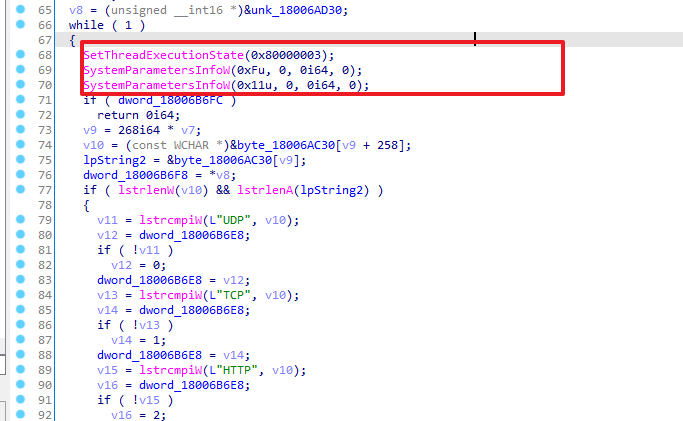 65 v8 = (unsigned __int16 *)&unk_18006AD30;
66 while ( 1 )
67 {
68 SetThreadExecutionState(0x80000003);
69 SystemParametersInfoW(0xFu, 0, 0i64, 0);
70 SystemParametersInfoW(0x11u, 0, 0i64, 0);
71 if ( dword_18006B6FC )
72 return 0i64;
73 v9 = 268i64 * v7;
74 v10 = (const WCHAR *)&byte_18006AC30[v9 + 258];
75 lpString2 = &byte_18006AC30[v9];
76 dword_18006B6F8 = *v8;
77 if ( lstrlenW(v10) && lstrlenA(lpString2) )
78 {
79 v11 = lstrcmpiW(L"UDP", v10);
80 v12 = dword_18006B6E8;
81 if ( !v11 )
82 v12 = 0;
83 dword_18006B6E8 = v12;
84 v13 = lstrcmpiW(L"TCP", v10);
85 v14 = dword_18006B6E8;
86 if ( !v13 )
87 v14 = 1;
88 dword_18006B6E8 = v14;
89 v15 = lstrcmpiW(L"HTTP", v10);
90 v16 = dword_18006B6E8;
91 if ( !v15 )
92 v16 = 2;